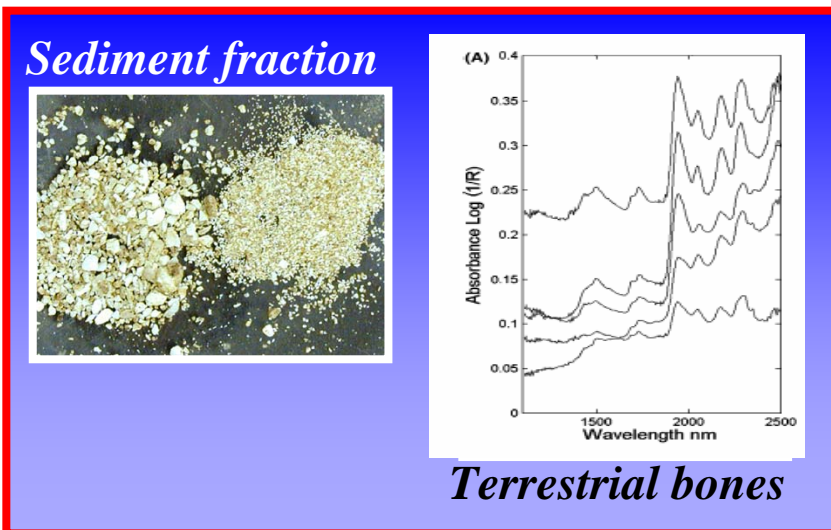 Sediment fraction
(A)
Absorbance Log (1/R)
0.4
0.35
0.3
0.25
0.2
0.15
0.1
0.05
0
1500
2000
2500
Wavelength nm
Terrestrial bones